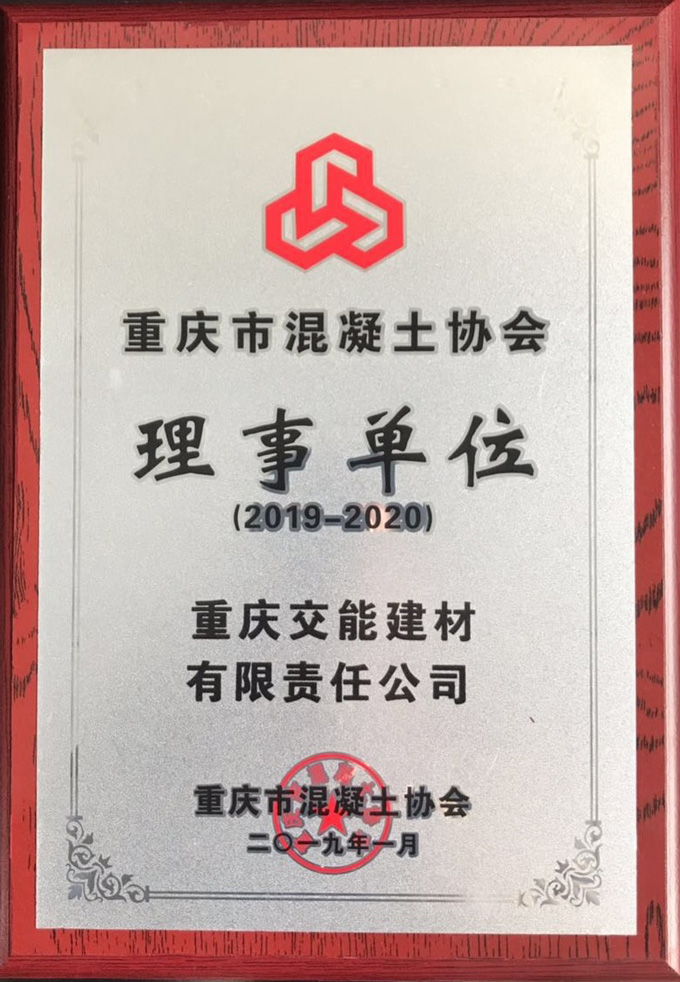 重庆市混凝土协会
理事单位
(2019-2020)
重庆交能建材
有限责任公司
重庆市混凝土协会
二〇一九年一月